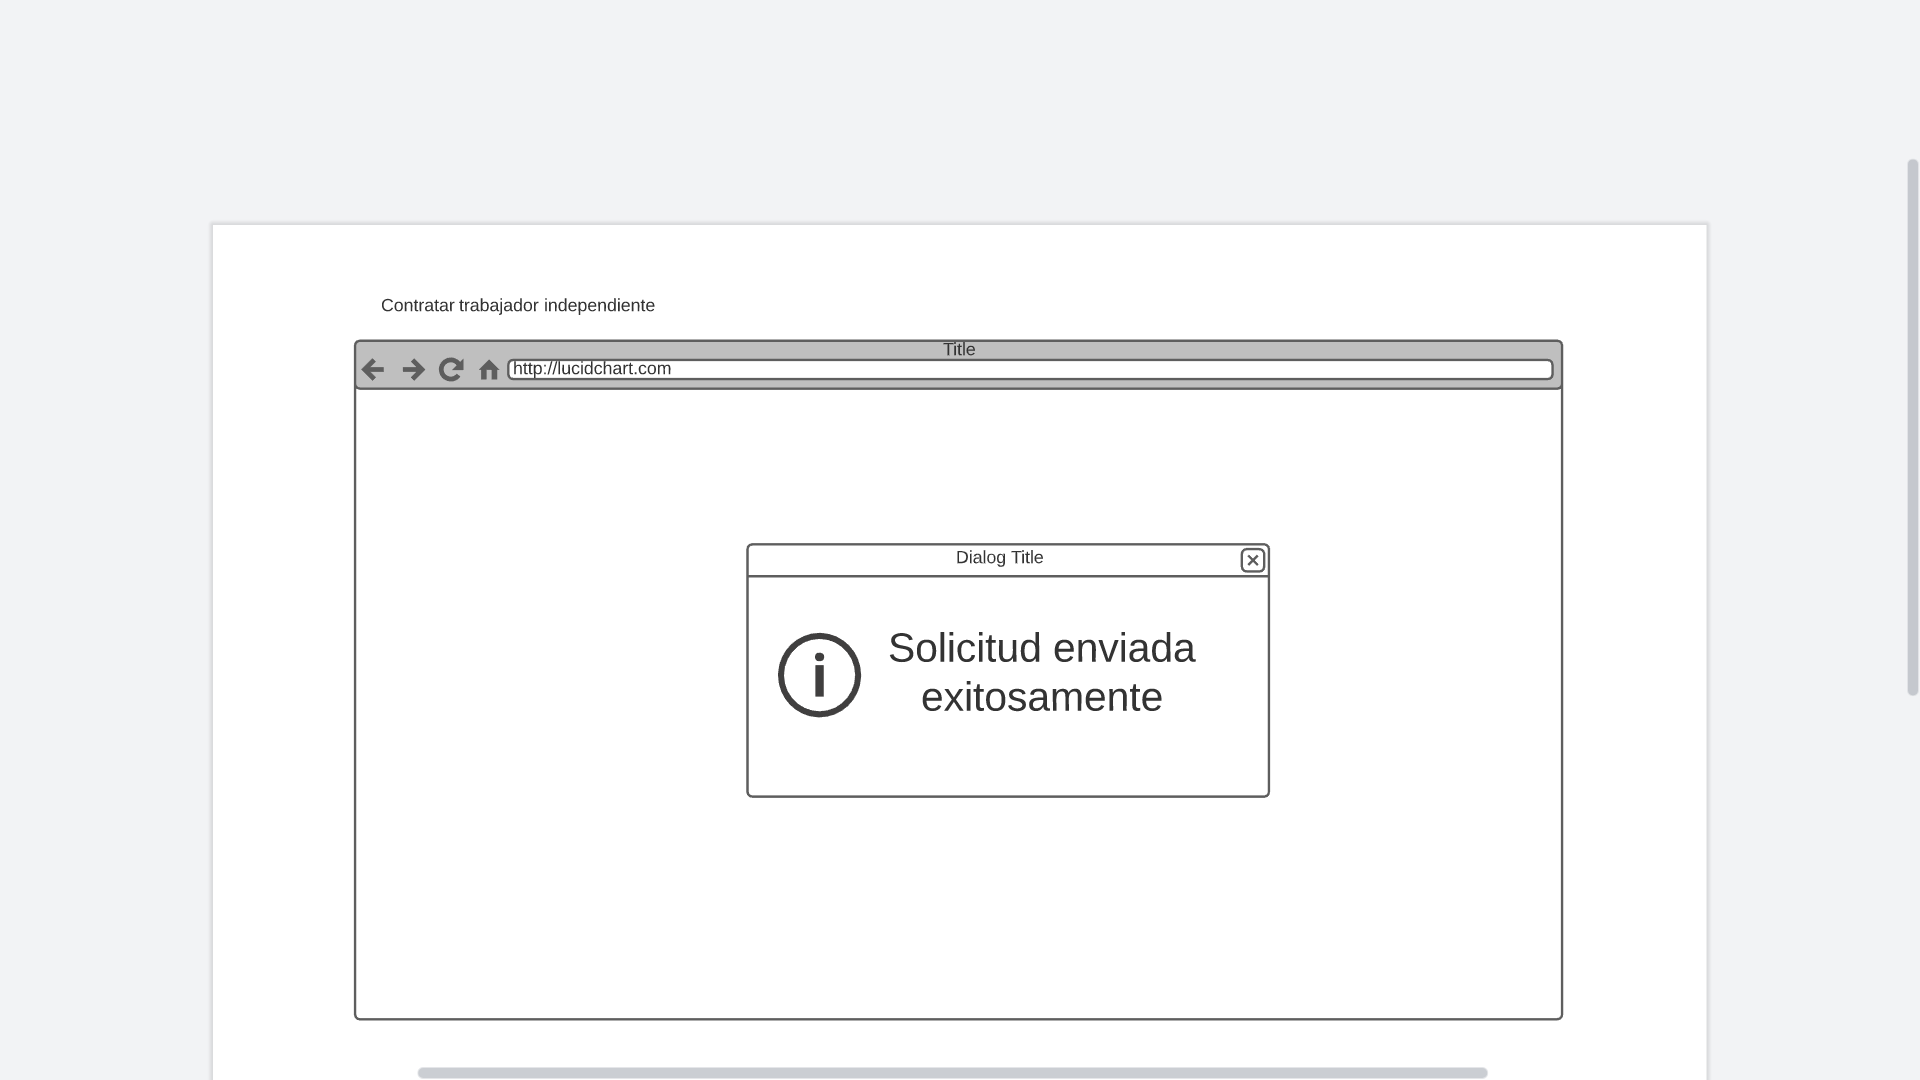 Contratar trabajador independiente
Title
http://lucidchart.com
Dialog Title
Solicitud enviada
exitosamente